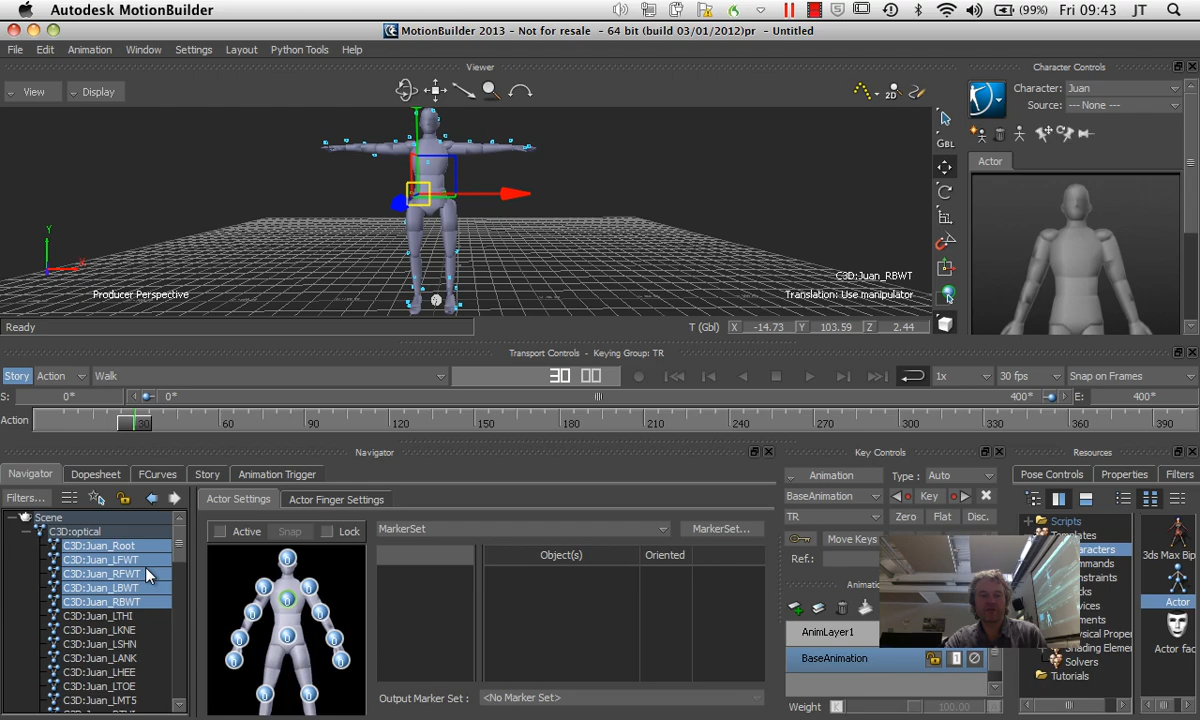 Autodesk MotionBuilder
(99%) Fri 09:43 JT
MotionBuilder 2013 - Not for resale - 64 bit (build 03/01/2012)pr - Untitled
File Edit Animation Window Settings Layout Python Tools Help
Viewer
Character Controls
View
Display
2D
Character: Juan
Source: --- None ---
GBL
Actor
Y
X
Producer Perspective
C3D:Juan_RBWT
Translation: Use manipulator
Ready
T (Gbl) X -14.73 Y 103.59 Z 2.44
Transport Controls - Keying Group: TR
Story Action Walk 30 00 1x 30 fps Snap on Frames
S: 0* 0* 400* E: 400*
Action 30 60 90 120 150 180 210 240 270 300 330 360 390
Navigator
Key Controls
Resources
Navigator Dopesheet FCurves Story Animation Trigger
Animation Type : Auto
Pose Controls Properties Filters
Filters...
Actor Settings Actor Finger Settings
BaseAnimation Key
Scene
C3D:optical
C3D:Juan_Root
C3D:Juan_LFWT
C3D:Juan_RFWT
C3D:Juan_LBWT
C3D:Juan_RBWT
C3D:Juan_LTHI
C3D:Juan_LKNE
C3D:Juan_LSHN
C3D:Juan_LANK
C3D:Juan_LHEE
C3D:Juan_LTOE
C3D:Juan_LMT5
Active Snap Lock
MarkerSet MarkerSet...
Object(s) Oriented
Output Marker Set : <No Marker Set>
TR Zero Flat Disc.
Move Keys
Ref.:
AnimLayer1
BaseAnimation 1
Weight 100.00
Scripts
Templates
Solvers
Tutorials
3ds Max Bip
Actor
Actor fac